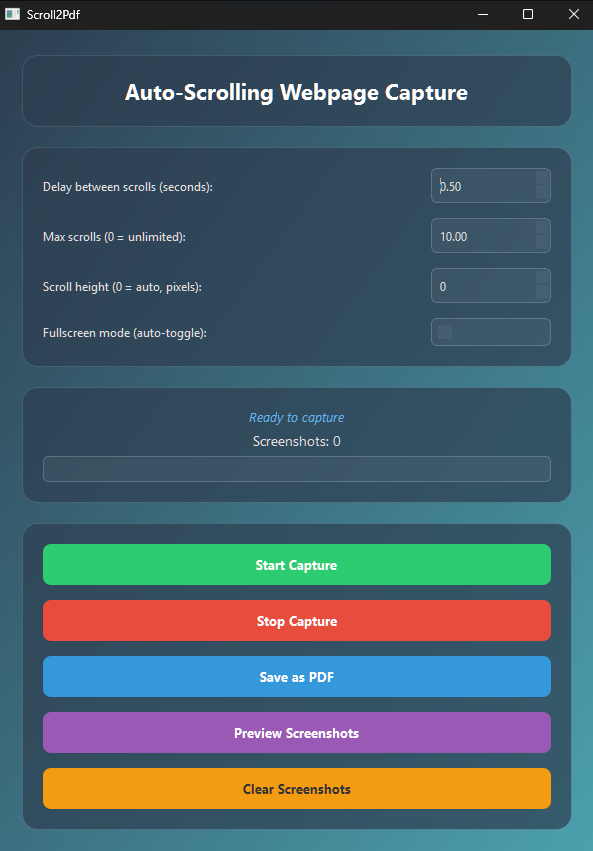 Scroll2Pdf
Auto-Scrolling Webpage Capture
Delay between scrolls (seconds):
0.50
Max scrolls (0 = unlimited):
10.00
Scroll height (0 = auto, pixels):
0
Fullscreen mode (auto-toggle):
Ready to capture
Screenshots: 0
Start Capture
Stop Capture
Save as PDF
Preview Screenshots
Clear Screenshots